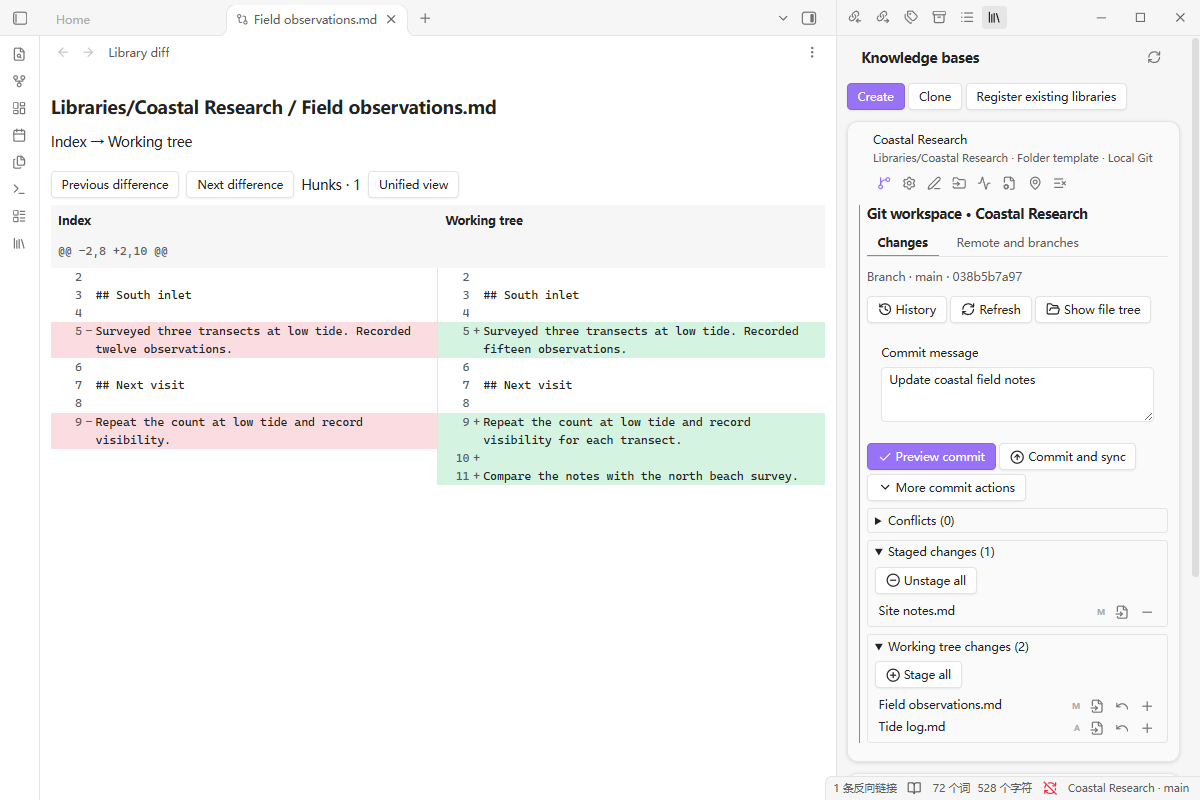 Home
Field observations.md
Library diff
Libraries/Coastal Research / Field observations.md
Index → Working tree
Previous difference
Next difference
Hunks · 1
Unified view
Index
Working tree
@@ −2,8 +2,10 @@
2
3 ## South inlet
4
5 − Surveyed three transects at low tide. Recorded
twelve observations.
6
7 ## Next visit
8
9 − Repeat the count at low tide and record
visibility.
2
3 ## South inlet
4
5 + Surveyed three transects at low tide. Recorded
fifteen observations.
6
7 ## Next visit
8
9 + Repeat the count at low tide and record
visibility for each transect.
10 +
11 + Compare the notes with the north beach survey.
Knowledge bases
Create
Clone
Register existing libraries
Coastal Research
Libraries/Coastal Research · Folder template · Local Git
Git workspace • Coastal Research
Changes
Remote and branches
Branch · main · 038b5b7a97
History
Refresh
Show file tree
Commit message
Update coastal field notes
Preview commit
Commit and sync
More commit actions
Conflicts (0)
Staged changes (1)
Unstage all
Site notes.md M
Working tree changes (2)
Stage all
Field observations.md M
Tide log.md A
1 条反向链接
72 个词 528 个字符
Coastal Research · main